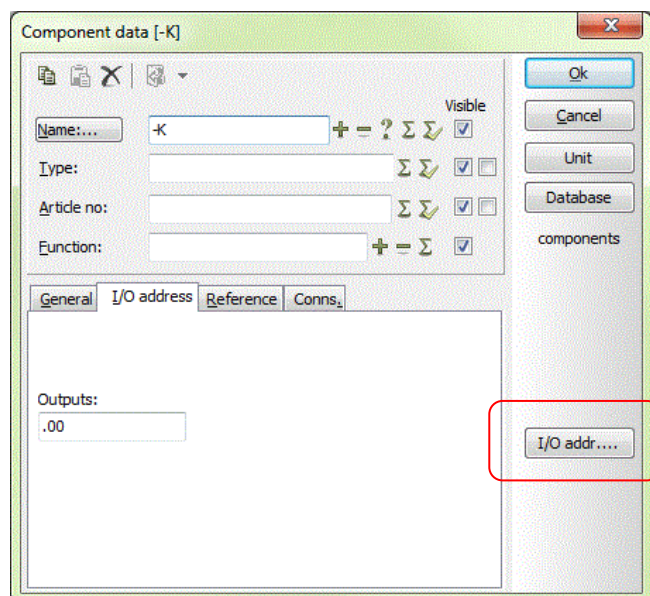 Component data [-K]
Ok
Visible
Name:... -K
Cancel
Type:
Unit
Article no:
Database
Function:
components
General I/O address Reference Conns.
Outputs:
.00
I/O addr....